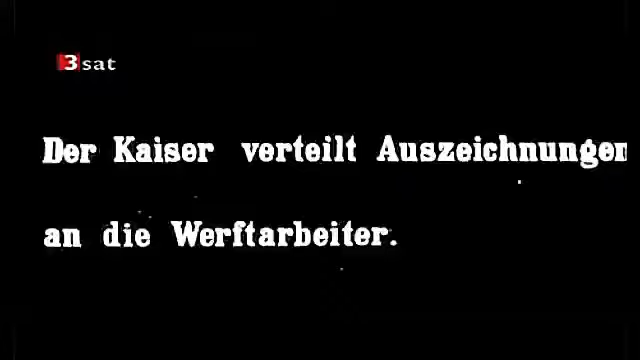 3sat
Der Kaiser verteilt Auszeichnungen
an die Werftarbeiter.